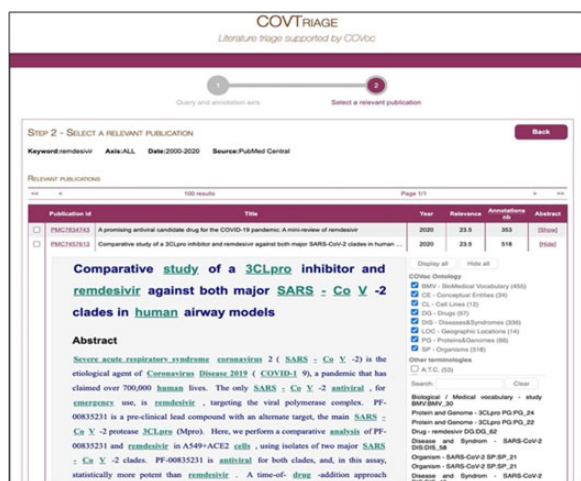 COVTRIAGE
Literature triage supported by COVoc
1
2
Query and annotation axis
Select a relevant publication
STEP 2 - SELECT A RELEVANT PUBLICATION
Back
Keyword:remdesivir Axis:ALL Date:2000-2020 Source:PubMed Central
RELEVANT PUBLICATIONS
<< < 100 results Page 1/1 > >>
Publication id Title Year Relevance Annotations nb Abstract
PMC7834743 A promising antiviral candidate drug for the COVID-19 pandemic: A mini-review of remdesivir 2020 23.5 353 [Show]
PMC7457613 Comparative study of a 3CLpro inhibitor and remdesivir against both major SARS-CoV-2 clades in human ... 2020 23.5 518 [Hide]
Comparative study of a 3CLpro inhibitor and
remdesivir against both major SARS - Co V -2
clades in human airway models
Abstract
Severe acute respiratory syndrome coronavirus 2 ( SARS - Co V -2) is the
etiological agent of Coronavirus Disease 2019 ( COVID-1 9), a pandemic that has
claimed over 700,000 human lives. The only SARS - Co V -2 antiviral , for
emergency use, is remdesivir , targeting the viral polymerase complex. PF-
00835231 is a pre-clinical lead compound with an alternate target, the main SARS -
Co V -2 protease 3CLpro (Mpro). Here, we perform a comparative analysis of PF-
00835231 and remdesivir in A549+ACE2 cells , using isolates of two major SARS
- Co V -2 clades. PF-00835231 is antiviral for both clades, and, in this assay,
statistically more potent than remdesivir . A time-of- drug -addition approach
Display all Hide all
COVoc Ontology
BMV - BioMedical Vocabulary (455)
CE - Conceptual Entities (34)
CL - Cell Lines (12)
DG - Drugs (57)
DIS - Diseases&Syndromes (336)
LOC - Geographic Locations (14)
PG - Proteins&Genomes (86)
SP - Organisms (518)
Other terminologies
A.T.C. (53)
Search: Clear
Biological / Medical vocabulary - study
BMV:BMV_30
Protein and Genome - 3CLpro PG:PG_24
Protein and Genome - 3CLpro PG:PG_22
Drug - remdesivir DG:DG_62
Disease and Syndrom - SARS-CoV-2
DIS:DIS_58
Organism - SARS-CoV-2 SP:SP_21
Organism - SARS-CoV-2 SP:SP_21
Disease and Syndrom - SARS-CoV-2